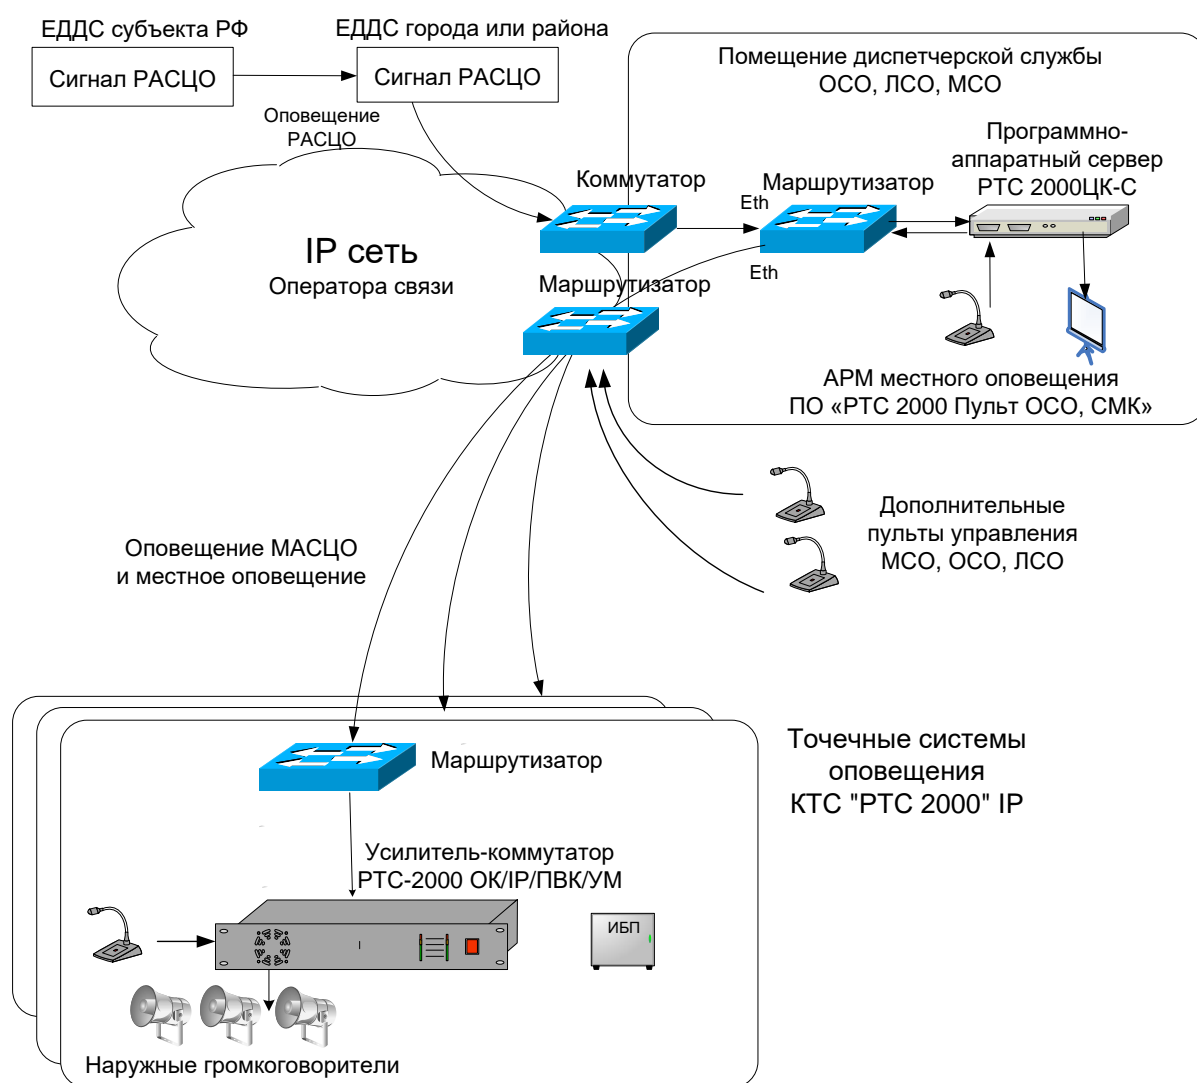 ЕДДС субъекта РФ
Сигнал РАСЦО
ЕДДС города или района
Сигнал РАСЦО
Оповещение
РАСЦО
Помещение диспетчерской службы
ОСО, ЛСО, МСО
Программно-
аппаратный сервер
РТС 2000ЦК-С
Коммутатор
Eth
Маршрутизатор
IP сеть
Оператора связи
Eth
Маршрутизатор
АРМ местного оповещения
ПО «РТС 2000 Пульт ОСО, СМК»
Дополнительные
пульты управления
МСО, ОСО, ЛСО
Оповещение МАСЦО
и местное оповещение
Маршрутизатор
Точечные системы
оповещения
КТС "РТС 2000" IP
Усилитель-коммутатор
РТС-2000 ОК/IP/ПВК/УМ
ИБП
Наружные громкоговорители